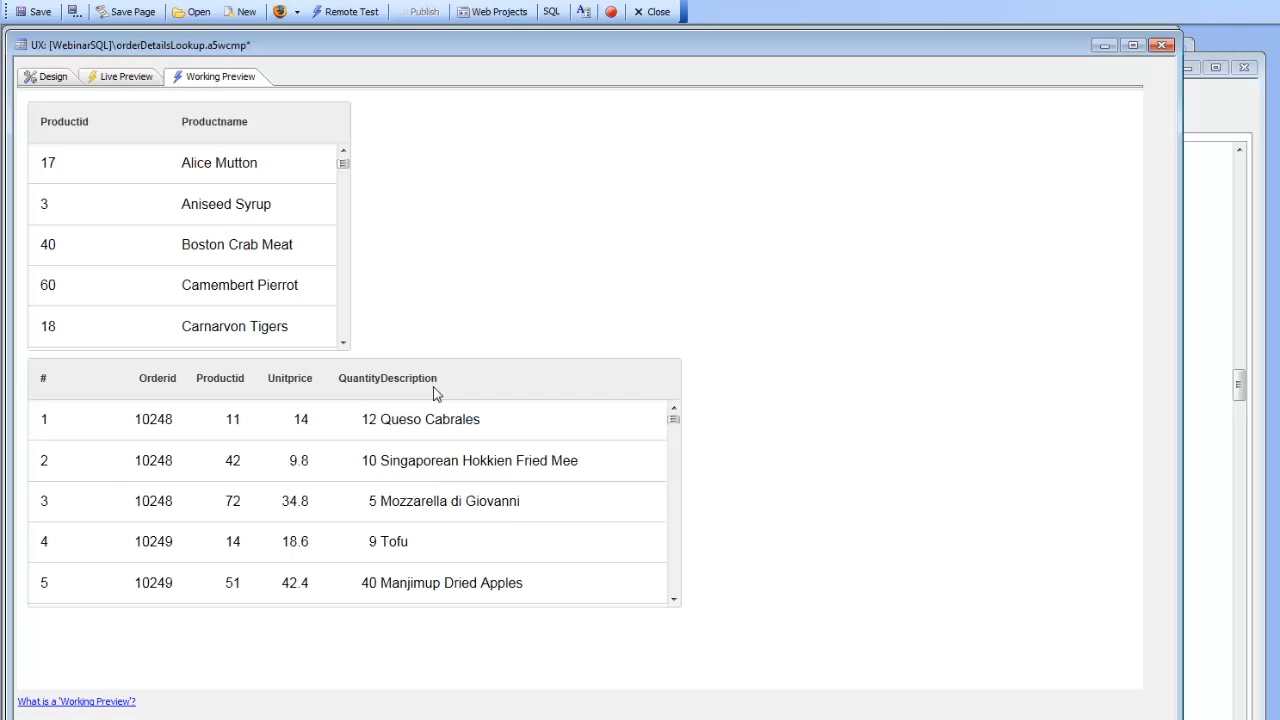 Save Save Page Open New Remote Test Publish Web Projects SQL Close
UX: [WebinarSQL]\orderDetailsLookup.a5wcmp*
Design Live Preview Working Preview
Productid Productname
17 Alice Mutton
3 Aniseed Syrup
40 Boston Crab Meat
60 Camembert Pierrot
18 Carnarvon Tigers
# Orderid Productid Unitprice QuantityDescription
1 10248 11 14 12 Queso Cabrales
2 10248 42 9.8 10 Singaporean Hokkien Fried Mee
3 10248 72 34.8 5 Mozzarella di Giovanni
4 10249 14 18.6 9 Tofu
5 10249 51 42.4 40 Manjimup Dried Apples
What is a 'Working Preview'?